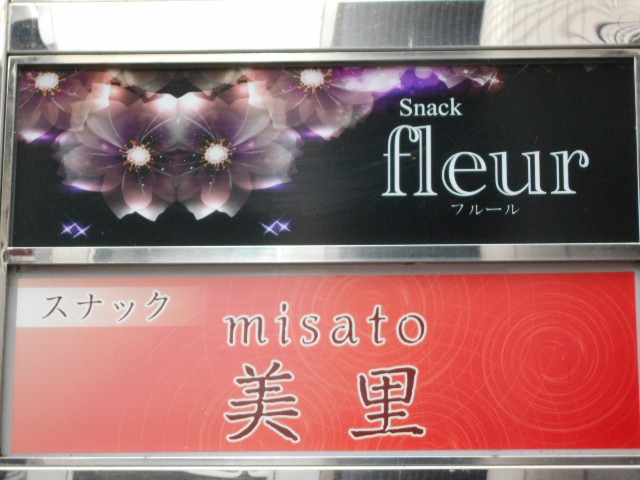 Snack
fleur
フルール
スナック
misato
美里